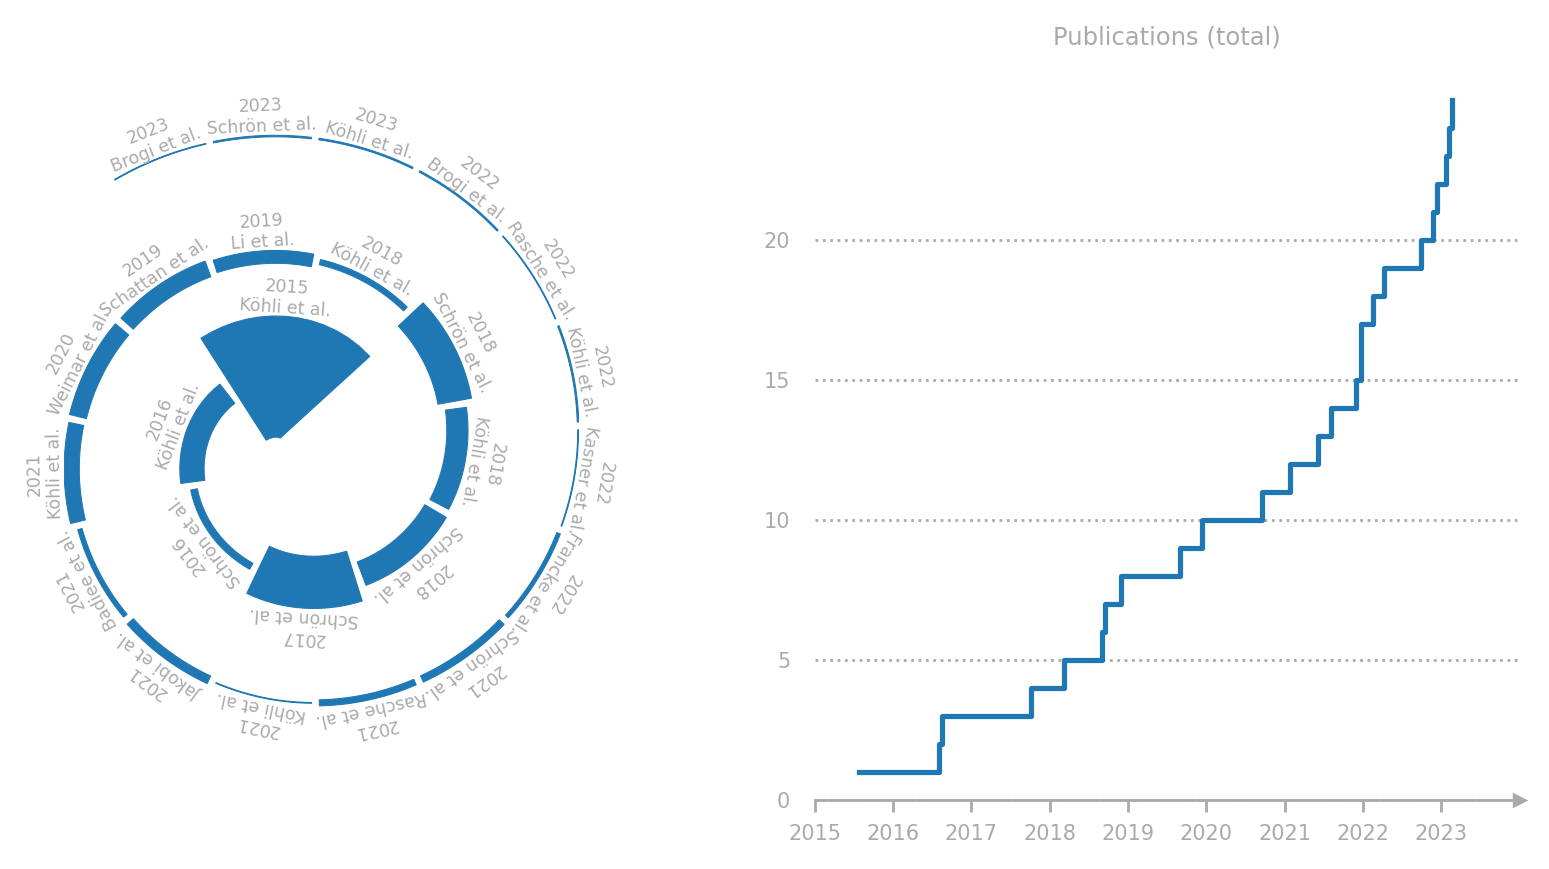 Publications (total)
2015
Köhli et al.
2016
Köhli et al.
2016
Schrön et al.
2017
Schrön et al.
2018
Schrön et al.
2018
Köhli et al.
2018
Schrön et al.
2018
Köhli et al.
2019
Li et al.
2019
Schattan et al.
2020
Weimar et al.
2021
Köhli et al.
2021
Badiee et al.
2021
Jakobi et al.
2021
Köhli et al.
2021
Rasche et al.
2021
Schrön et al.
2022
Francke et al.
2022
Kasner et al.
2022
Köhli et al.
2022
Rasche et al.
2022
Brogi et al.
2023
Köhli et al.
2023
Schrön et al.
2023
Brogi et al.
20
15
10
5
0
2015 2016 2017 2018 2019 2020 2021 2022 2023